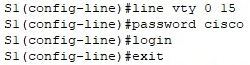 S1(config-line)#line vty 0 15
S1(config-line)#password cisco
S1(config-line)#login
S1(config-line)#exit